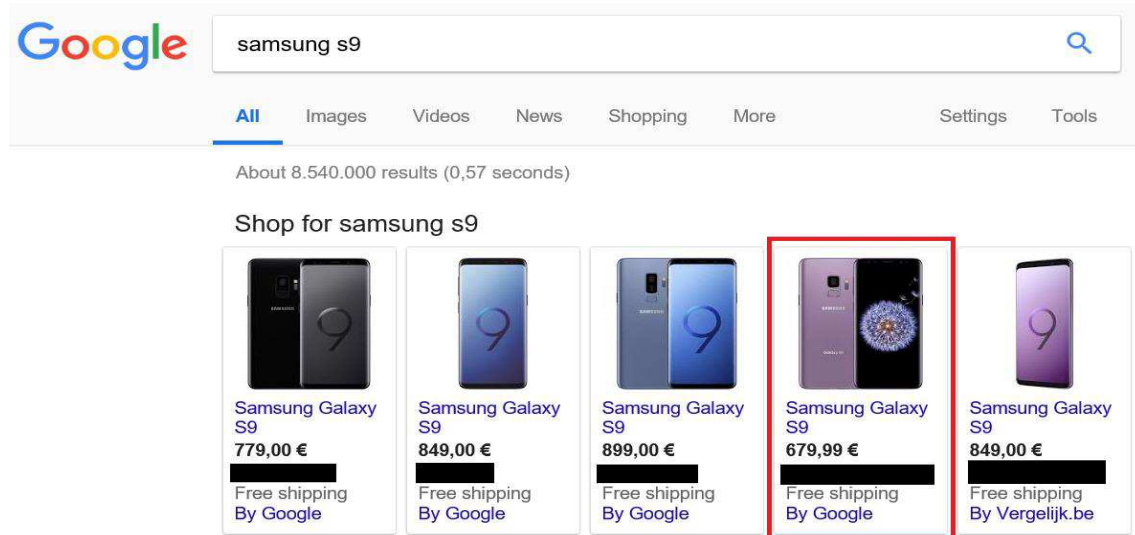 Google
samsung s9
All Images Videos News Shopping More Settings Tools
About 8.540.000 results (0,57 seconds)
Shop for samsung s9
Samsung Galaxy
S9
779,00 €
Free shipping
By Google
Samsung Galaxy
S9
849,00 €
Free shipping
By Google
Samsung Galaxy
S9
899,00 €
Free shipping
By Google
Samsung Galaxy
S9
679,99 €
Free shipping
By Google
Samsung Galaxy
S9
849,00 €
Free shipping
By Vergelijk.be